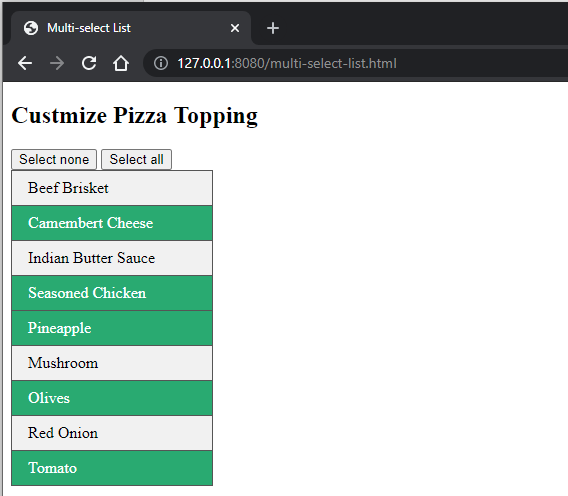 Multi-select List
127.0.0.1:8080/multi-select-list.html
Custmize Pizza Topping
Select none Select all
Beef Brisket
Camembert Cheese
Indian Butter Sauce
Seasoned Chicken
Pineapple
Mushroom
Olives
Red Onion
Tomato